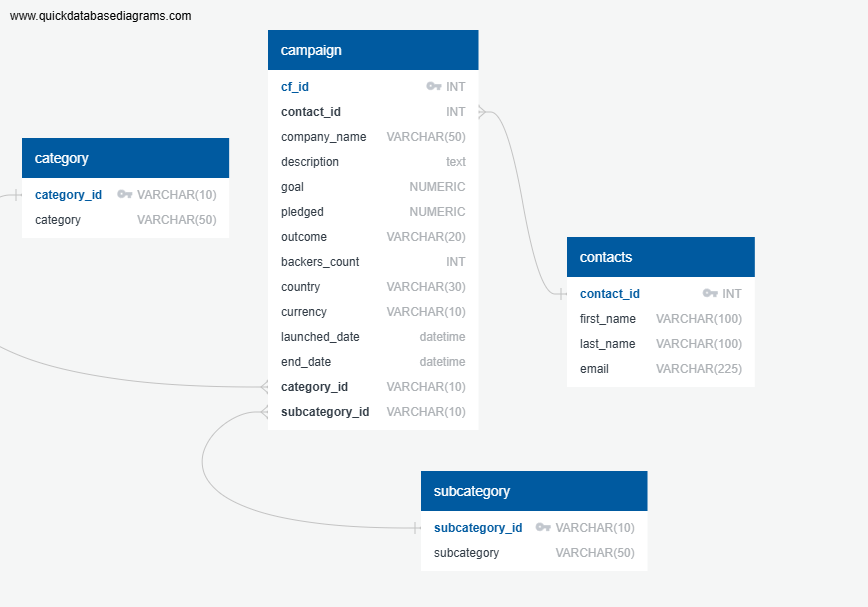 www.quickdatabasediagrams.com
campaign
cf_id INT
contact_id INT
company_name VARCHAR(50)
description text
goal NUMERIC
pledged NUMERIC
outcome VARCHAR(20)
backers_count INT
country VARCHAR(30)
currency VARCHAR(10)
launched_date datetime
end_date datetime
category_id VARCHAR(10)
subcategory_id VARCHAR(10)
category
category_id VARCHAR(10)
category VARCHAR(50)
contacts
contact_id INT
first_name VARCHAR(100)
last_name VARCHAR(100)
email VARCHAR(225)
subcategory
subcategory_id VARCHAR(10)
subcategory VARCHAR(50)